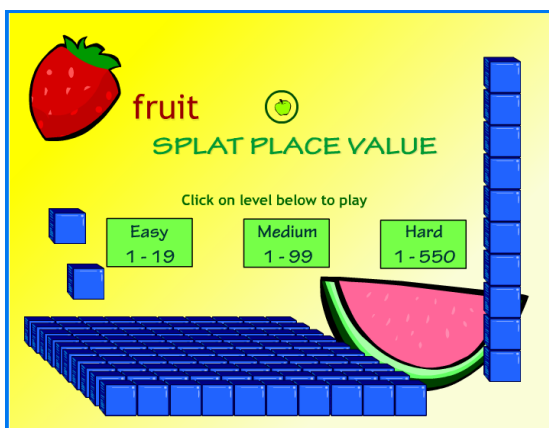 fruit
SPLAT PLACE VALUE
Click on level below to play
Easy
1 - 19
Medium
1 - 99
Hard
1 - 550